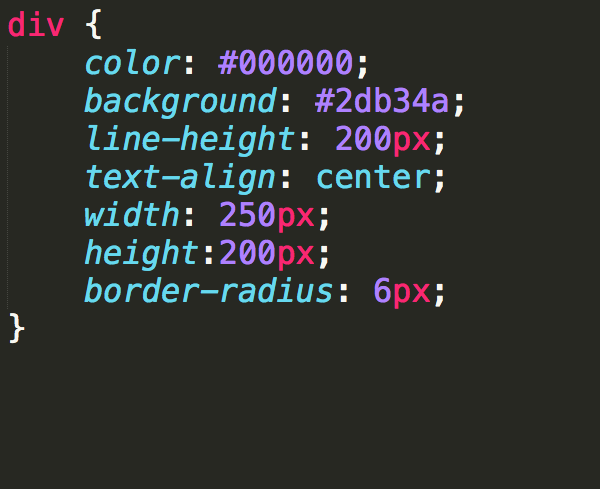 div {
    color: #000000;
    background: #2db34a;
    line-height: 200px;
    text-align: center;
    width: 250px;
    height:200px;
    border-radius: 6px;
}